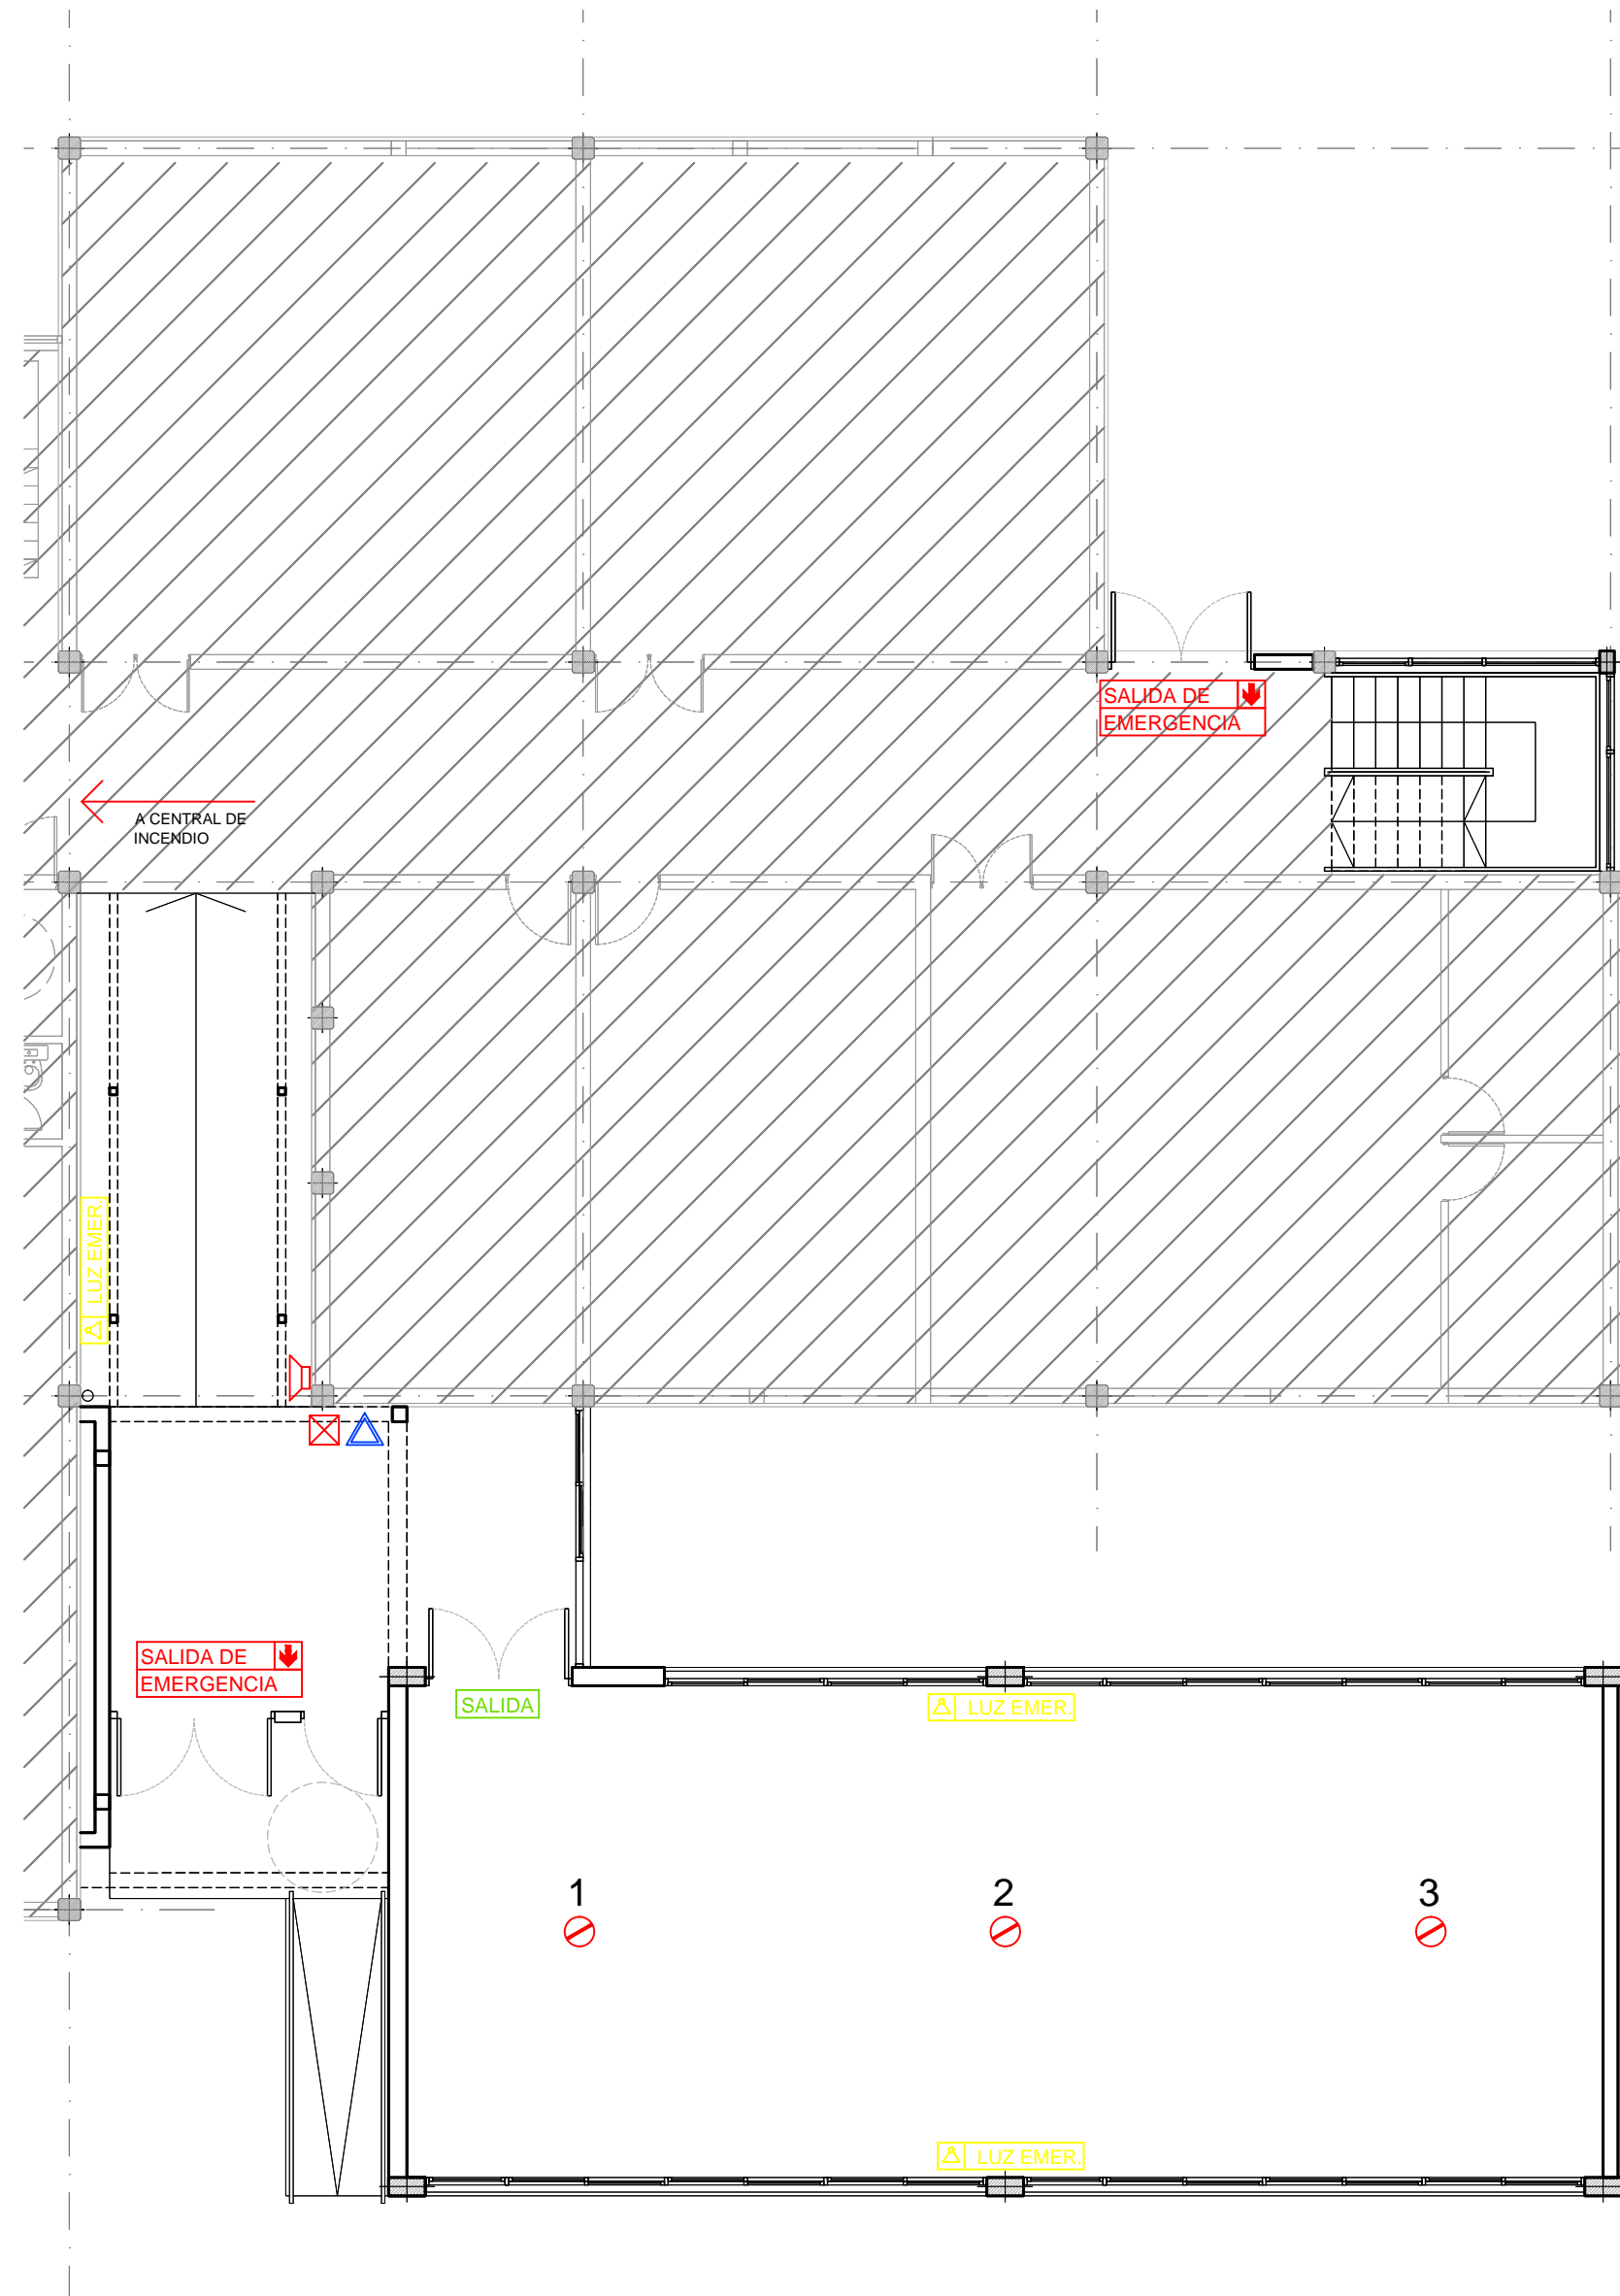 SALIDA DE
EMERGENCIA
A CENTRAL DE
INCENDIO
LUZ EMER.
SALIDA DE
EMERGENCIA
SALIDA
LUZ EMER.
1
2
3
LUZ EMER.